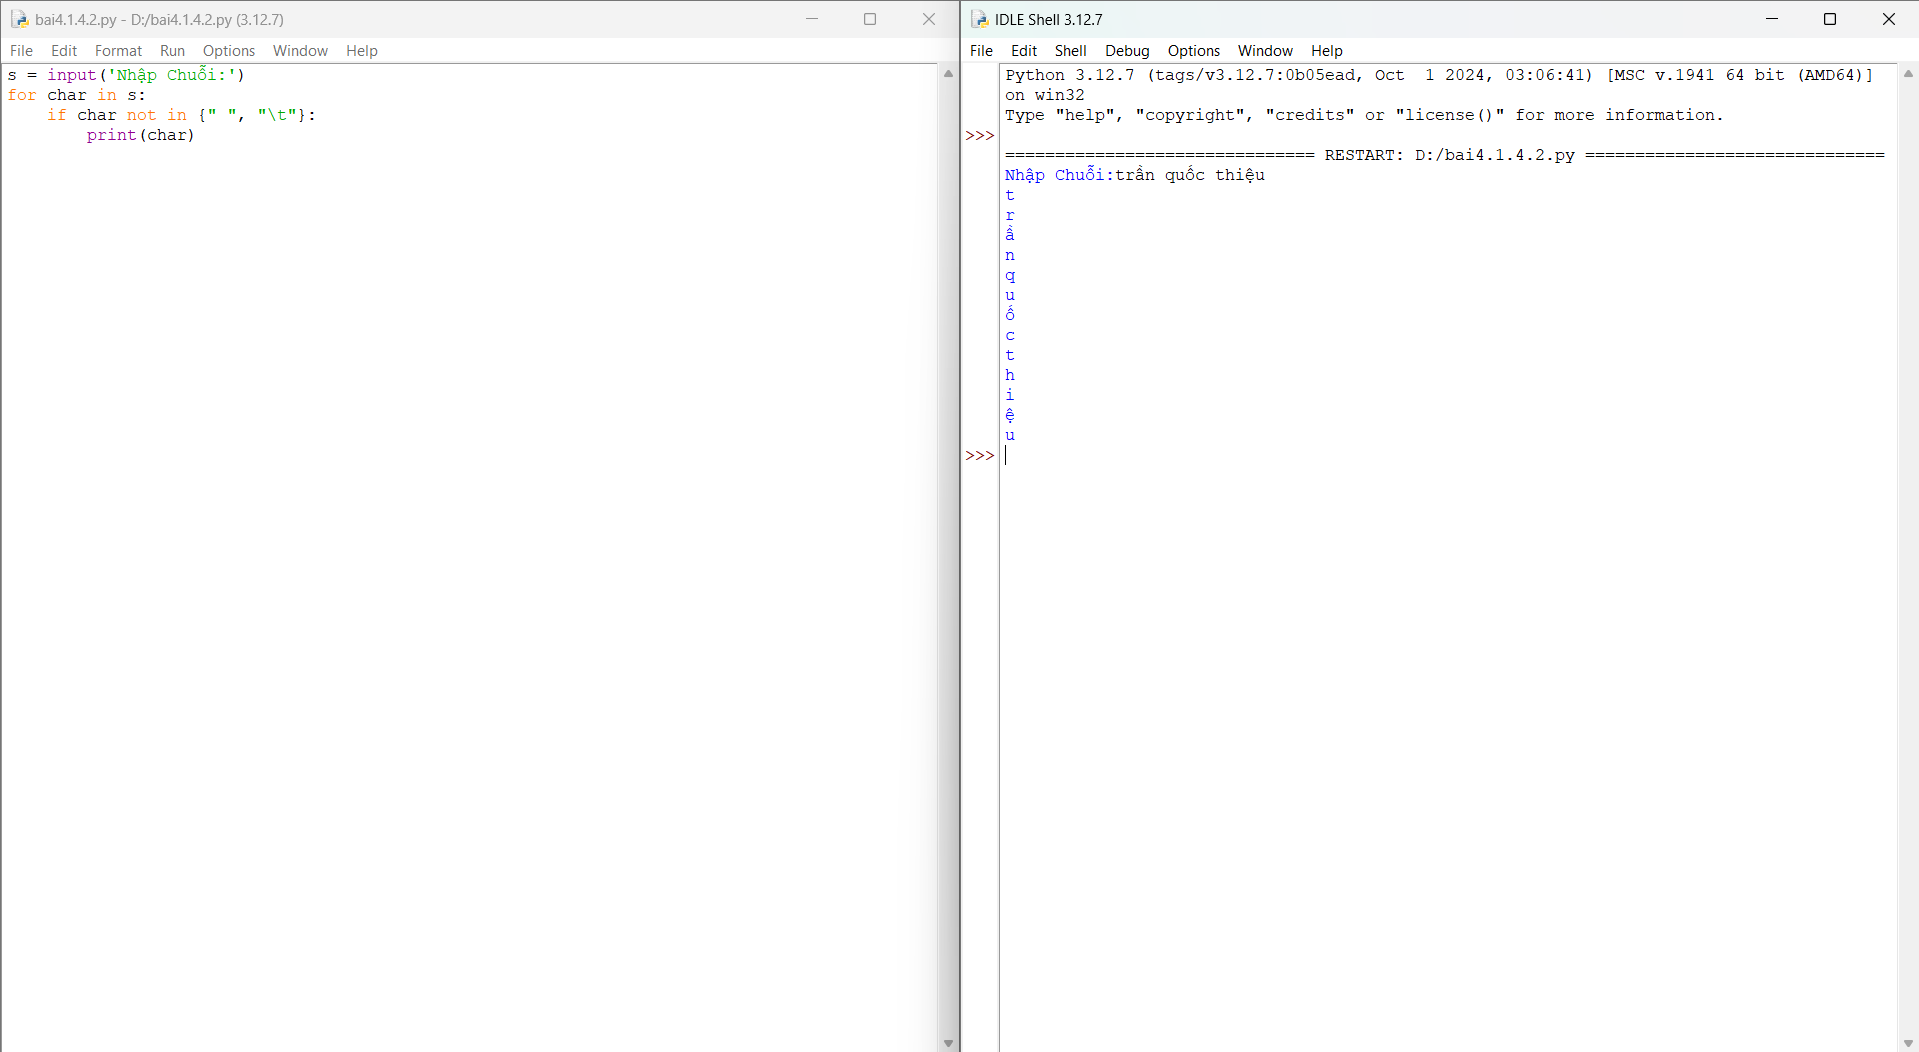 bai4.1.4.2.py - D:/bai4.1.4.2.py (3.12.7)
File Edit Format Run Options Window Help
s = input('Nhập Chuỗi:')
for char in s:
    if char not in {" ", "\t"}:
        print(char)
IDLE Shell 3.12.7
File Edit Shell Debug Options Window Help
Python 3.12.7 (tags/v3.12.7:0b05ead, Oct  1 2024, 03:06:41) [MSC v.1941 64 bit (AMD64)]
on win32
Type "help", "copyright", "credits" or "license()" for more information.
>>>
=============================== RESTART: D:/bai4.1.4.2.py ==============================
Nhập Chuỗi:trần quốc thiệu
t
r
ầ
n
q
u
ố
c
t
h
i
ệ
u
>>>